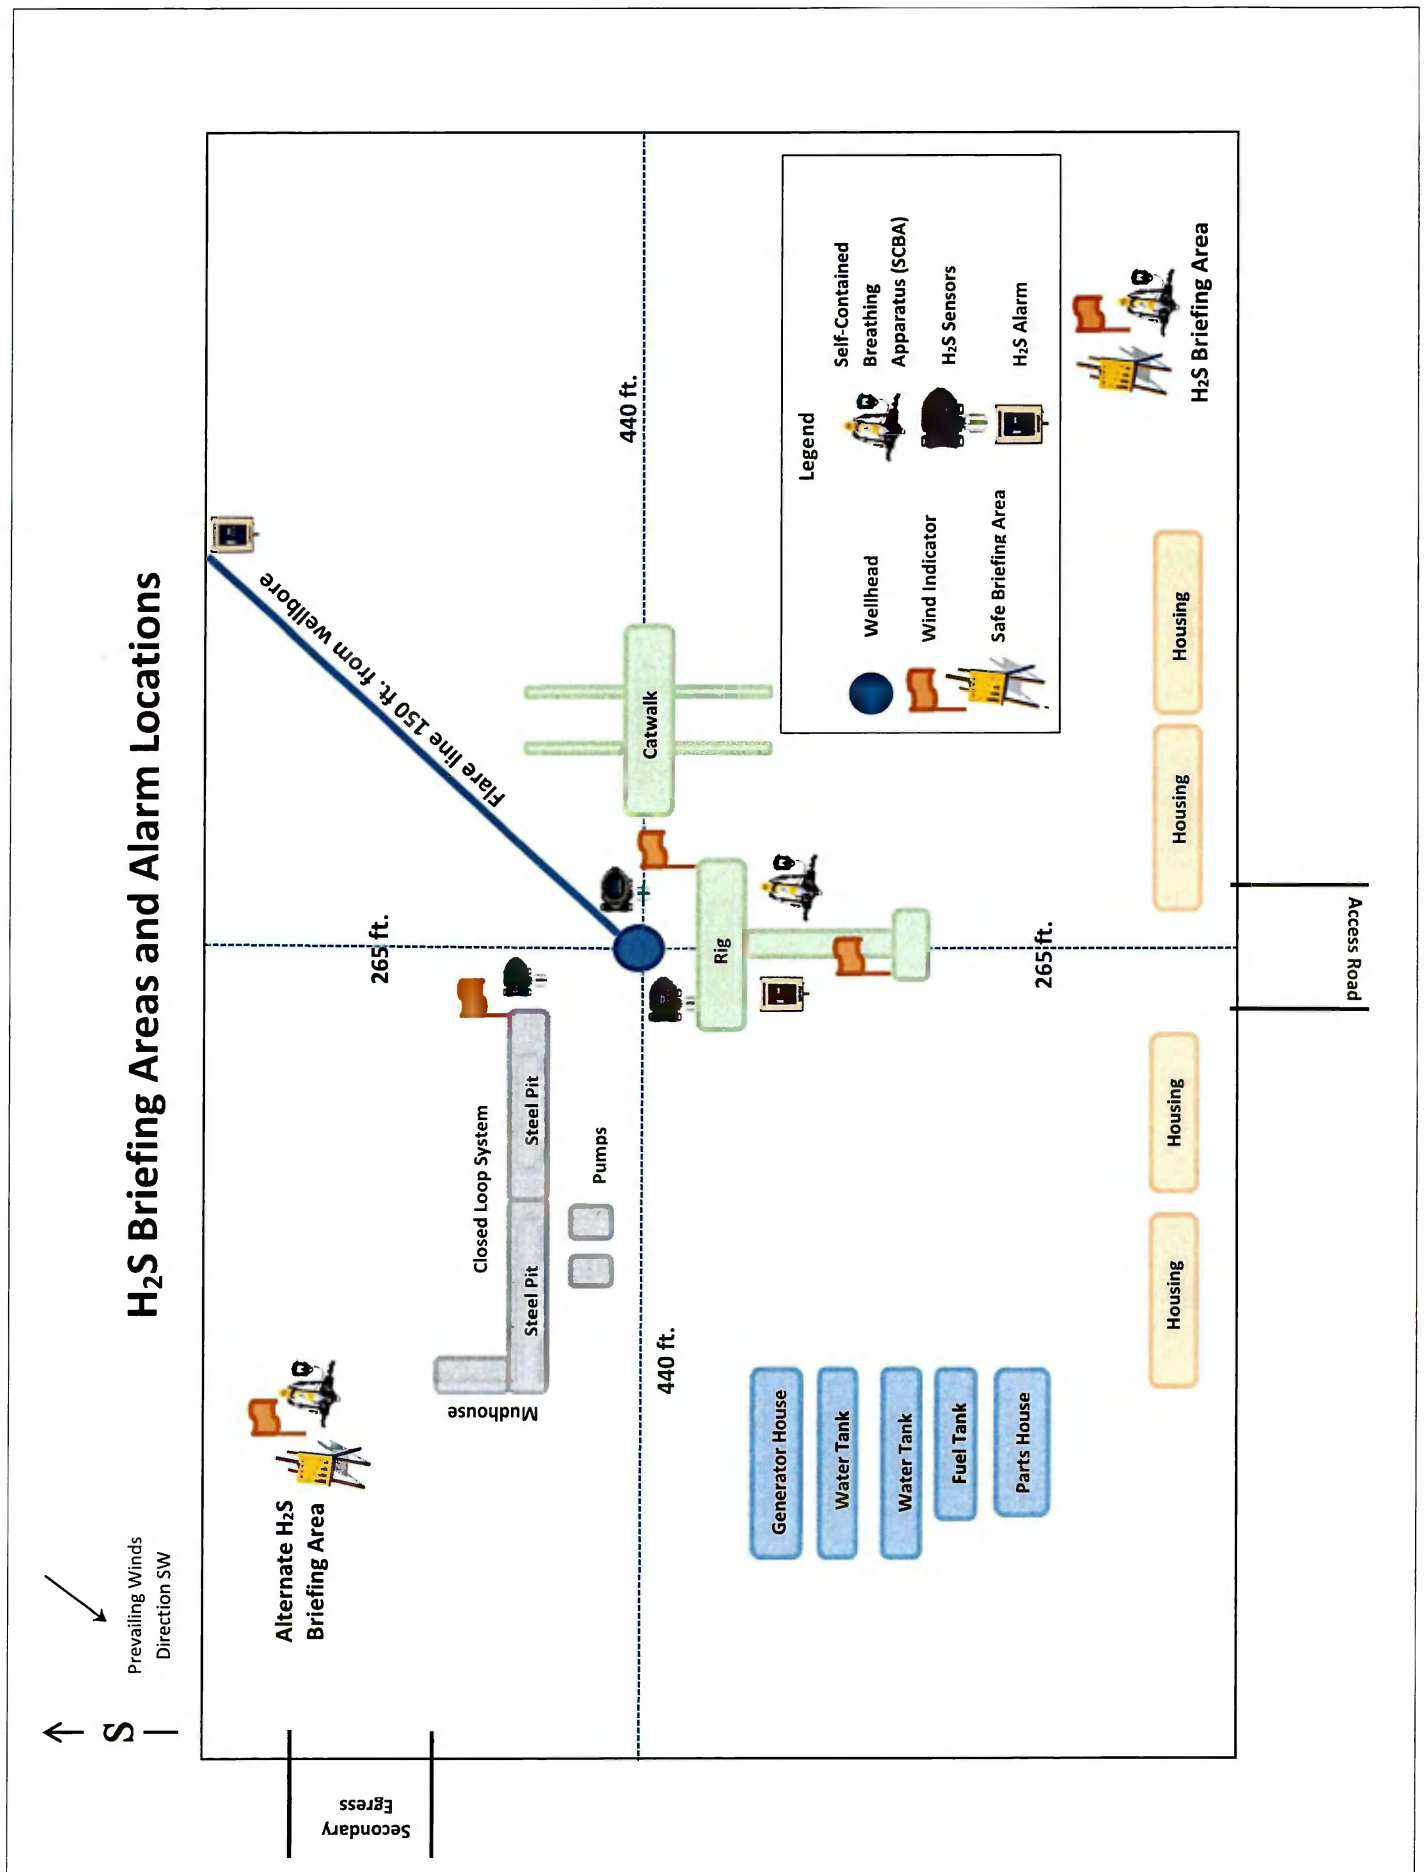 H₂S Briefing Areas and Alarm Locations
S
Prevailing Winds
Direction SW
Alternate H₂S
Briefing Area
Secondary
Egress
265 ft.
Flare line 150 ft. from wellbore
Closed Loop System
Steel Pit
Steel Pit
Mudhouse
Pumps
440 ft.
440 ft.
Catwalk
Rig
265 ft.
Generator House
Water Tank
Water Tank
Fuel Tank
Parts House
Legend
Wellhead
Wind Indicator
Safe Briefing Area
Self-Contained
Breathing
Apparatus (SCBA)
H₂S Sensors
H₂S Alarm
H₂S Briefing Area
Housing
Housing
Housing
Housing
Access Road